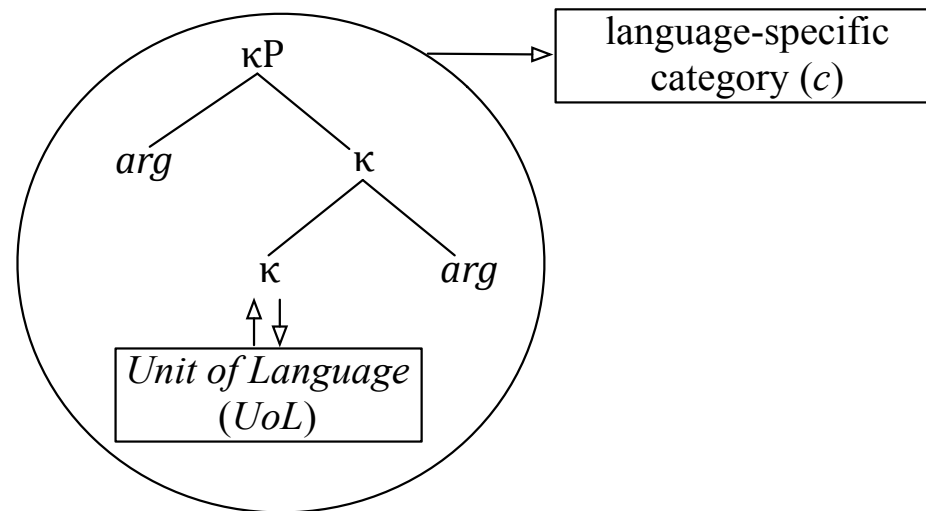 language-specific
category (c)
κP
arg
κ
κ
arg
Unit of Language
(UoL)